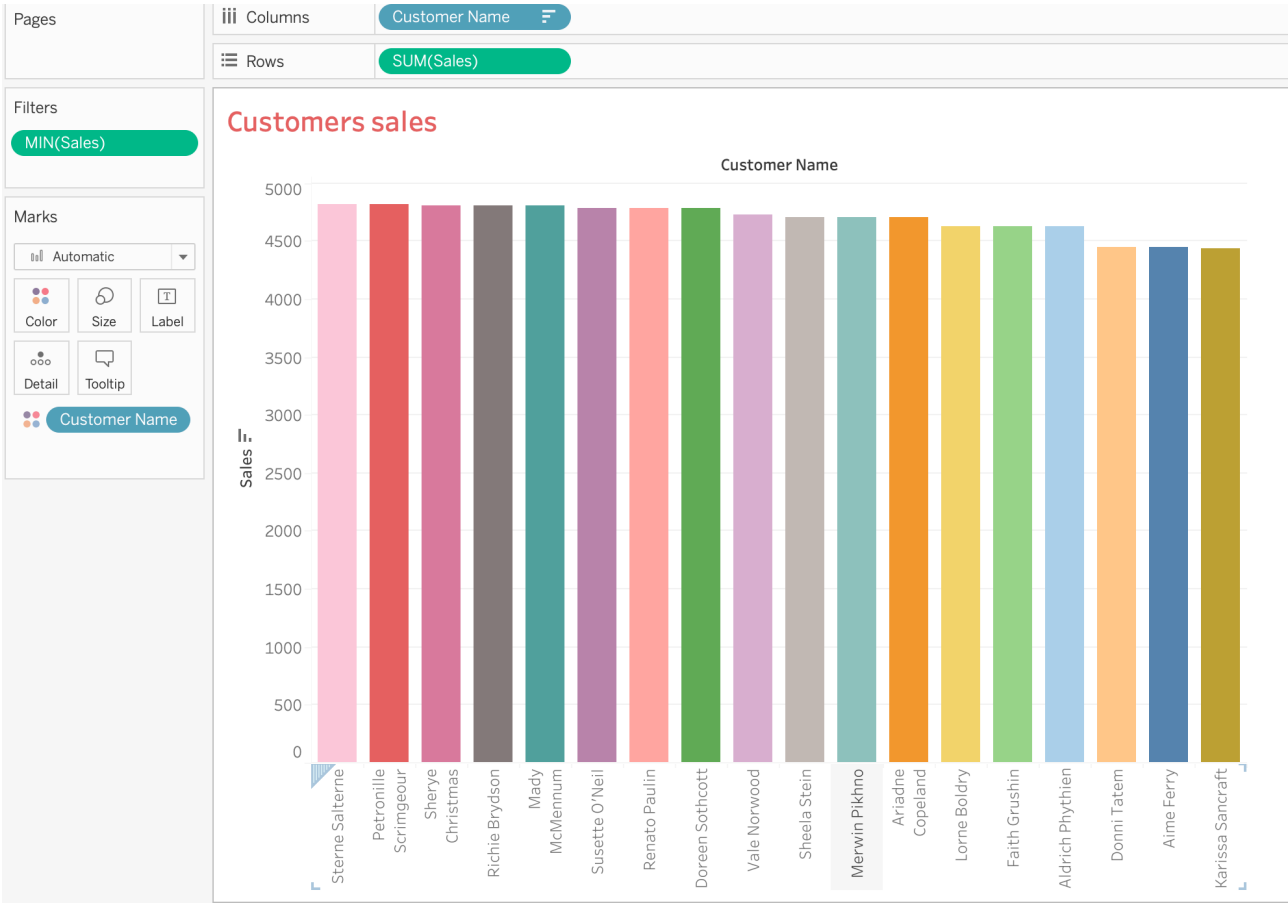 Pages
Columns
Customer Name
Rows
SUM(Sales)
Filters
MIN(Sales)
Marks
Automatic
Color
Size
T
Label
Detail
Tooltip
Customer Name
Customers sales
Customer Name
Sales
5000
4500
4000
3500
3000
2500
2000
1500
1000
500
0
Sterne Salterne
Petronille
Scrimgeour
Sherye
Christmas
Richie Brydson
Mady
McMennum
Susette O'Neil
Renato Paulin
Doreen Sothcott
Vale Norwood
Sheela Stein
Merwin Pikhno
Ariadne
Copeland
Lorne Boldry
Faith Grushin
Aldrich Phythien
Donni Tatem
Aime Ferry
Karissa Sancraft